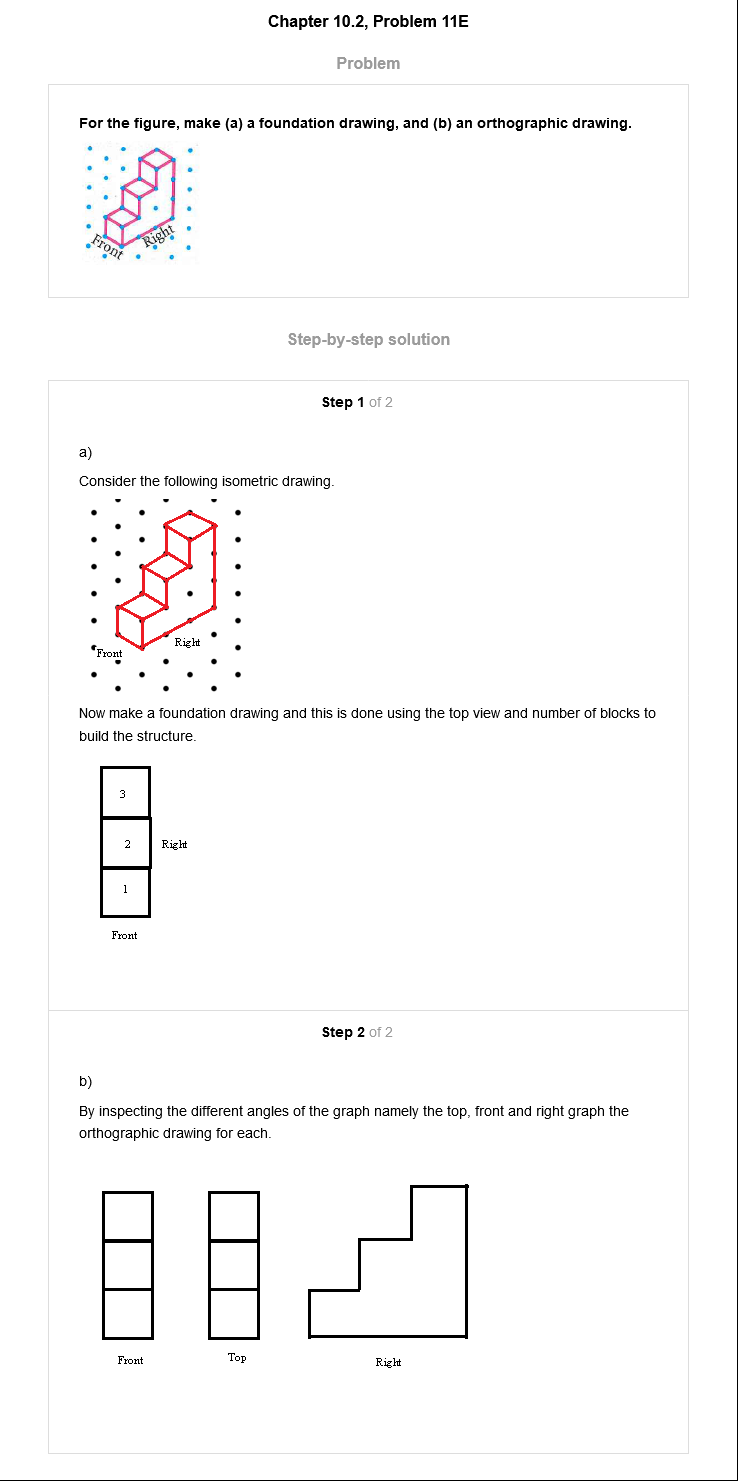 Chapter 10.2, Problem 11E
Problem
For the figure, make (a) a foundation drawing, and (b) an orthographic drawing.
Front
Right
Step-by-step solution
Step 1 of 2
a)
Consider the following isometric drawing.
Right
Front
Now make a foundation drawing and this is done using the top view and number of blocks to
build the structure.
3
2 Right
1
Front
Step 2 of 2
b)
By inspecting the different angles of the graph namely the top, front and right graph the
orthographic drawing for each.
Front Top Right